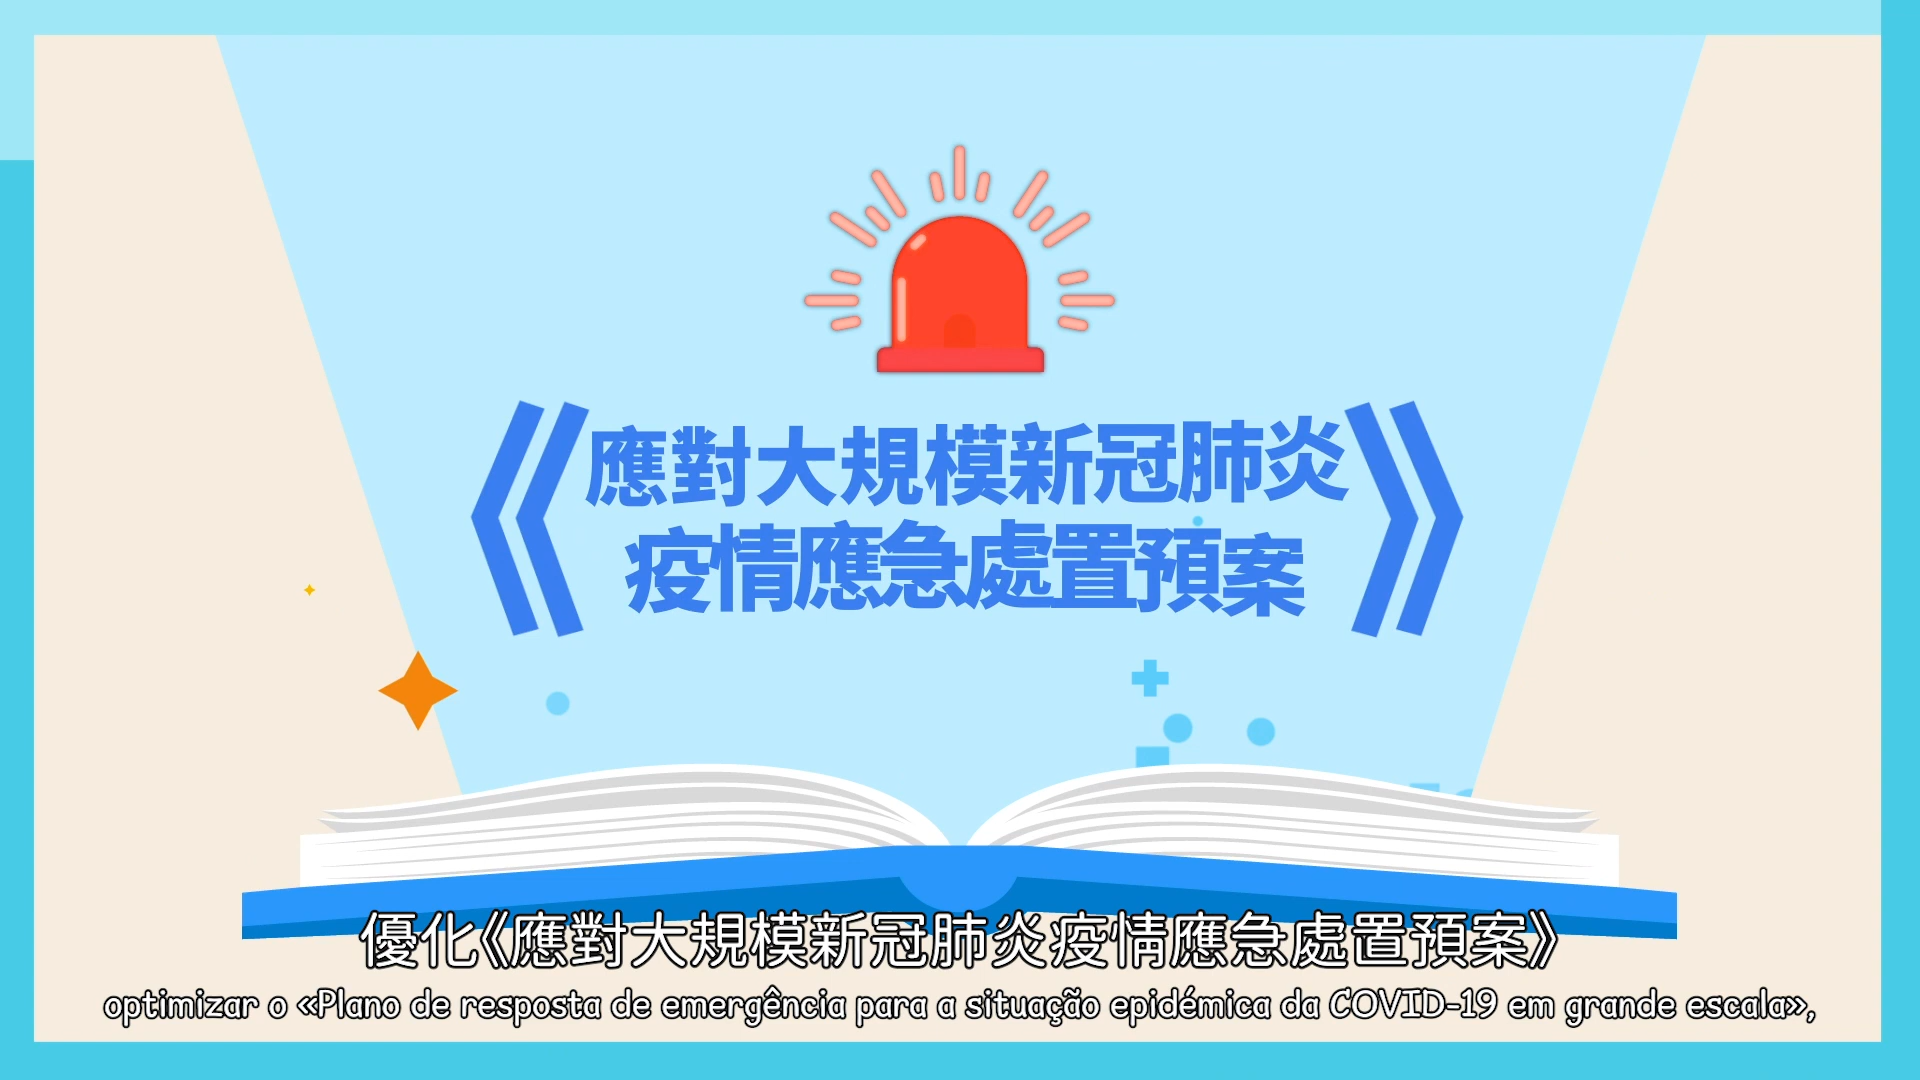 《應對大規模新冠肺炎
疫情應急處置預案》
優化《應對大規模新冠肺炎疫情應急處置預案》
optimizar o «Plano de resposta de emergência para a situação epidémica da COVID-19 em grande escala»,